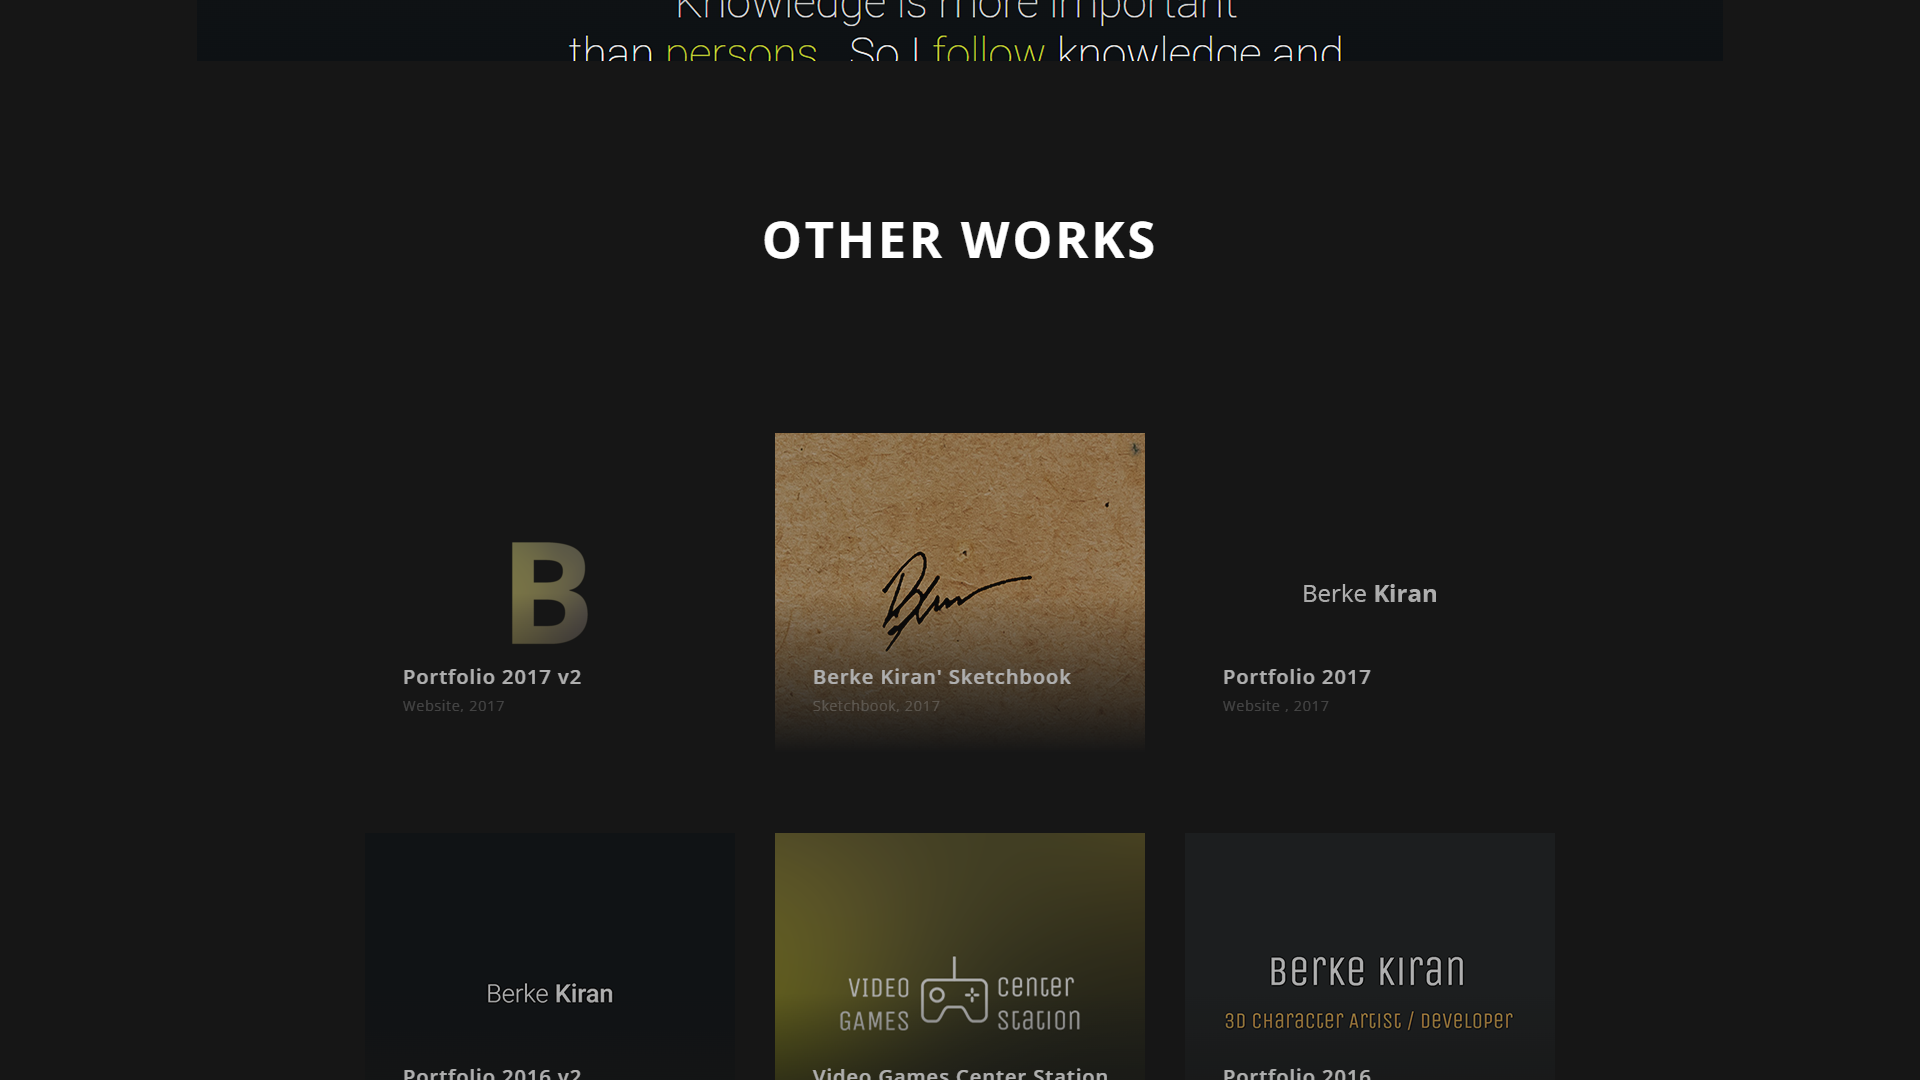 Knowledge is more important
than persons. So I follow knowledge and
OTHER WORKS
B
Portfolio 2017 v2
Website, 2017
Berke Kiran' Sketchbook
Sketchbook, 2017
Berke Kiran
Portfolio 2017
Website , 2017
Berke Kiran
Portfolio 2016 v2
VIDEO GAMES
center station
Video Games Center Station
Berke Kiran
3D Character Artist / Developer
Portfolio 2016